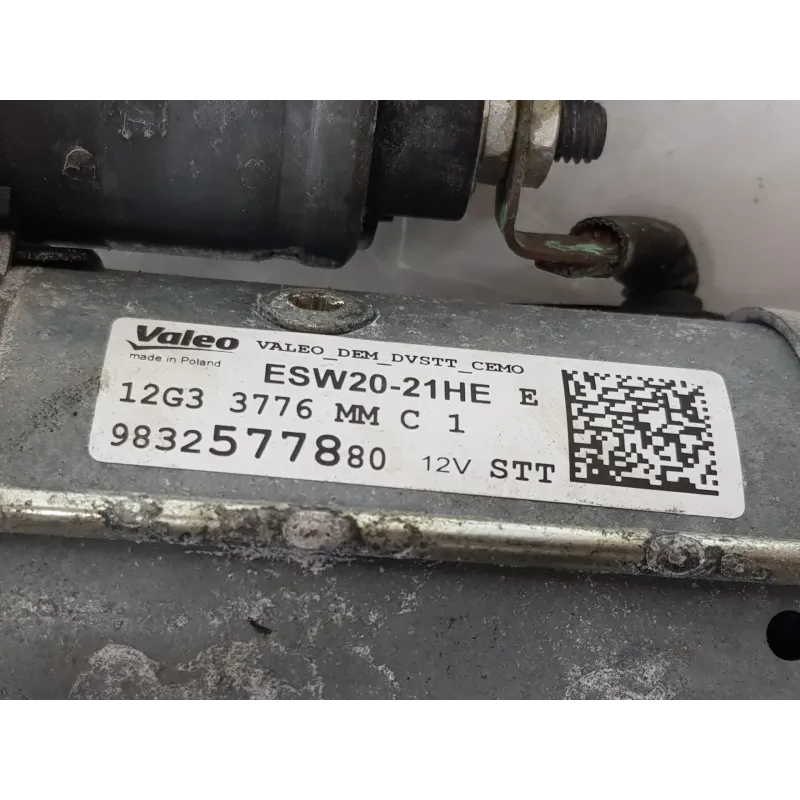 Valeo VALEO_DEM_DVSTT_CEMO
made in Poland
ESW20-21HE E
12G3 3776 MM C 1
9832577880 12V STT